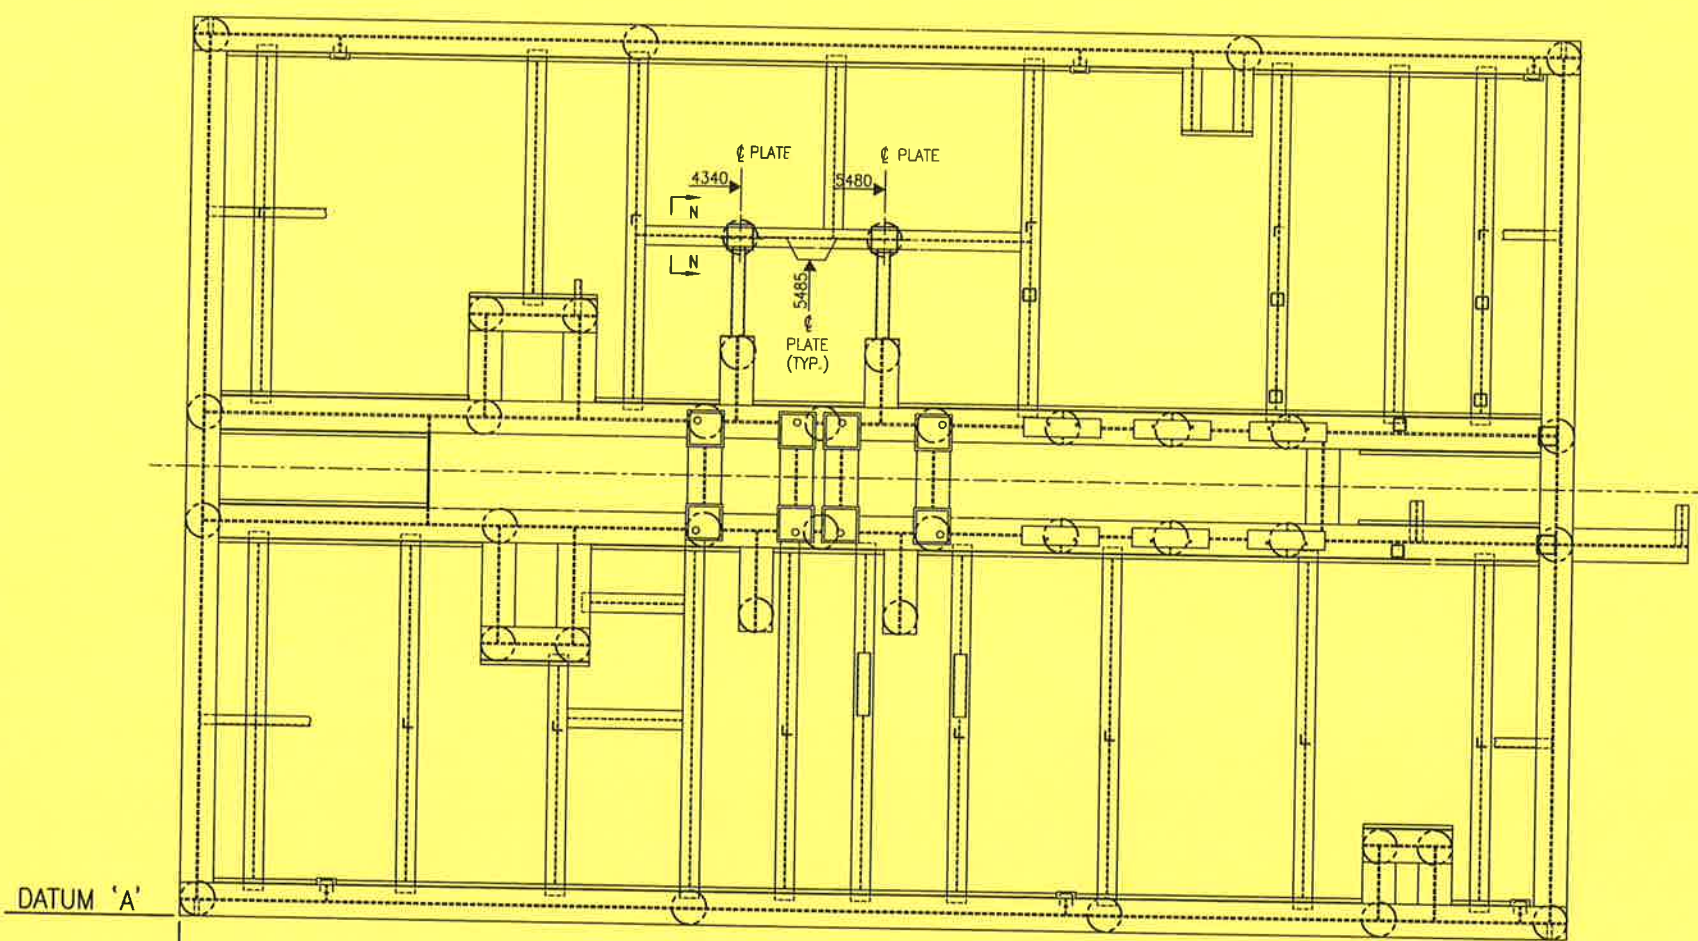 ℄ PLATE
℄ PLATE
4340
5480
N
N
5485
℄
PLATE
(TYP.)
DATUM 'A'